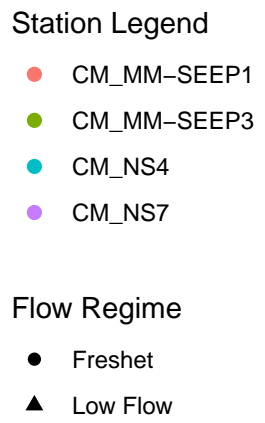 Station Legend
CM_MM−SEEP1
CM_MM−SEEP3
CM_NS4
CM_NS7
Flow Regime
Freshet
Low Flow